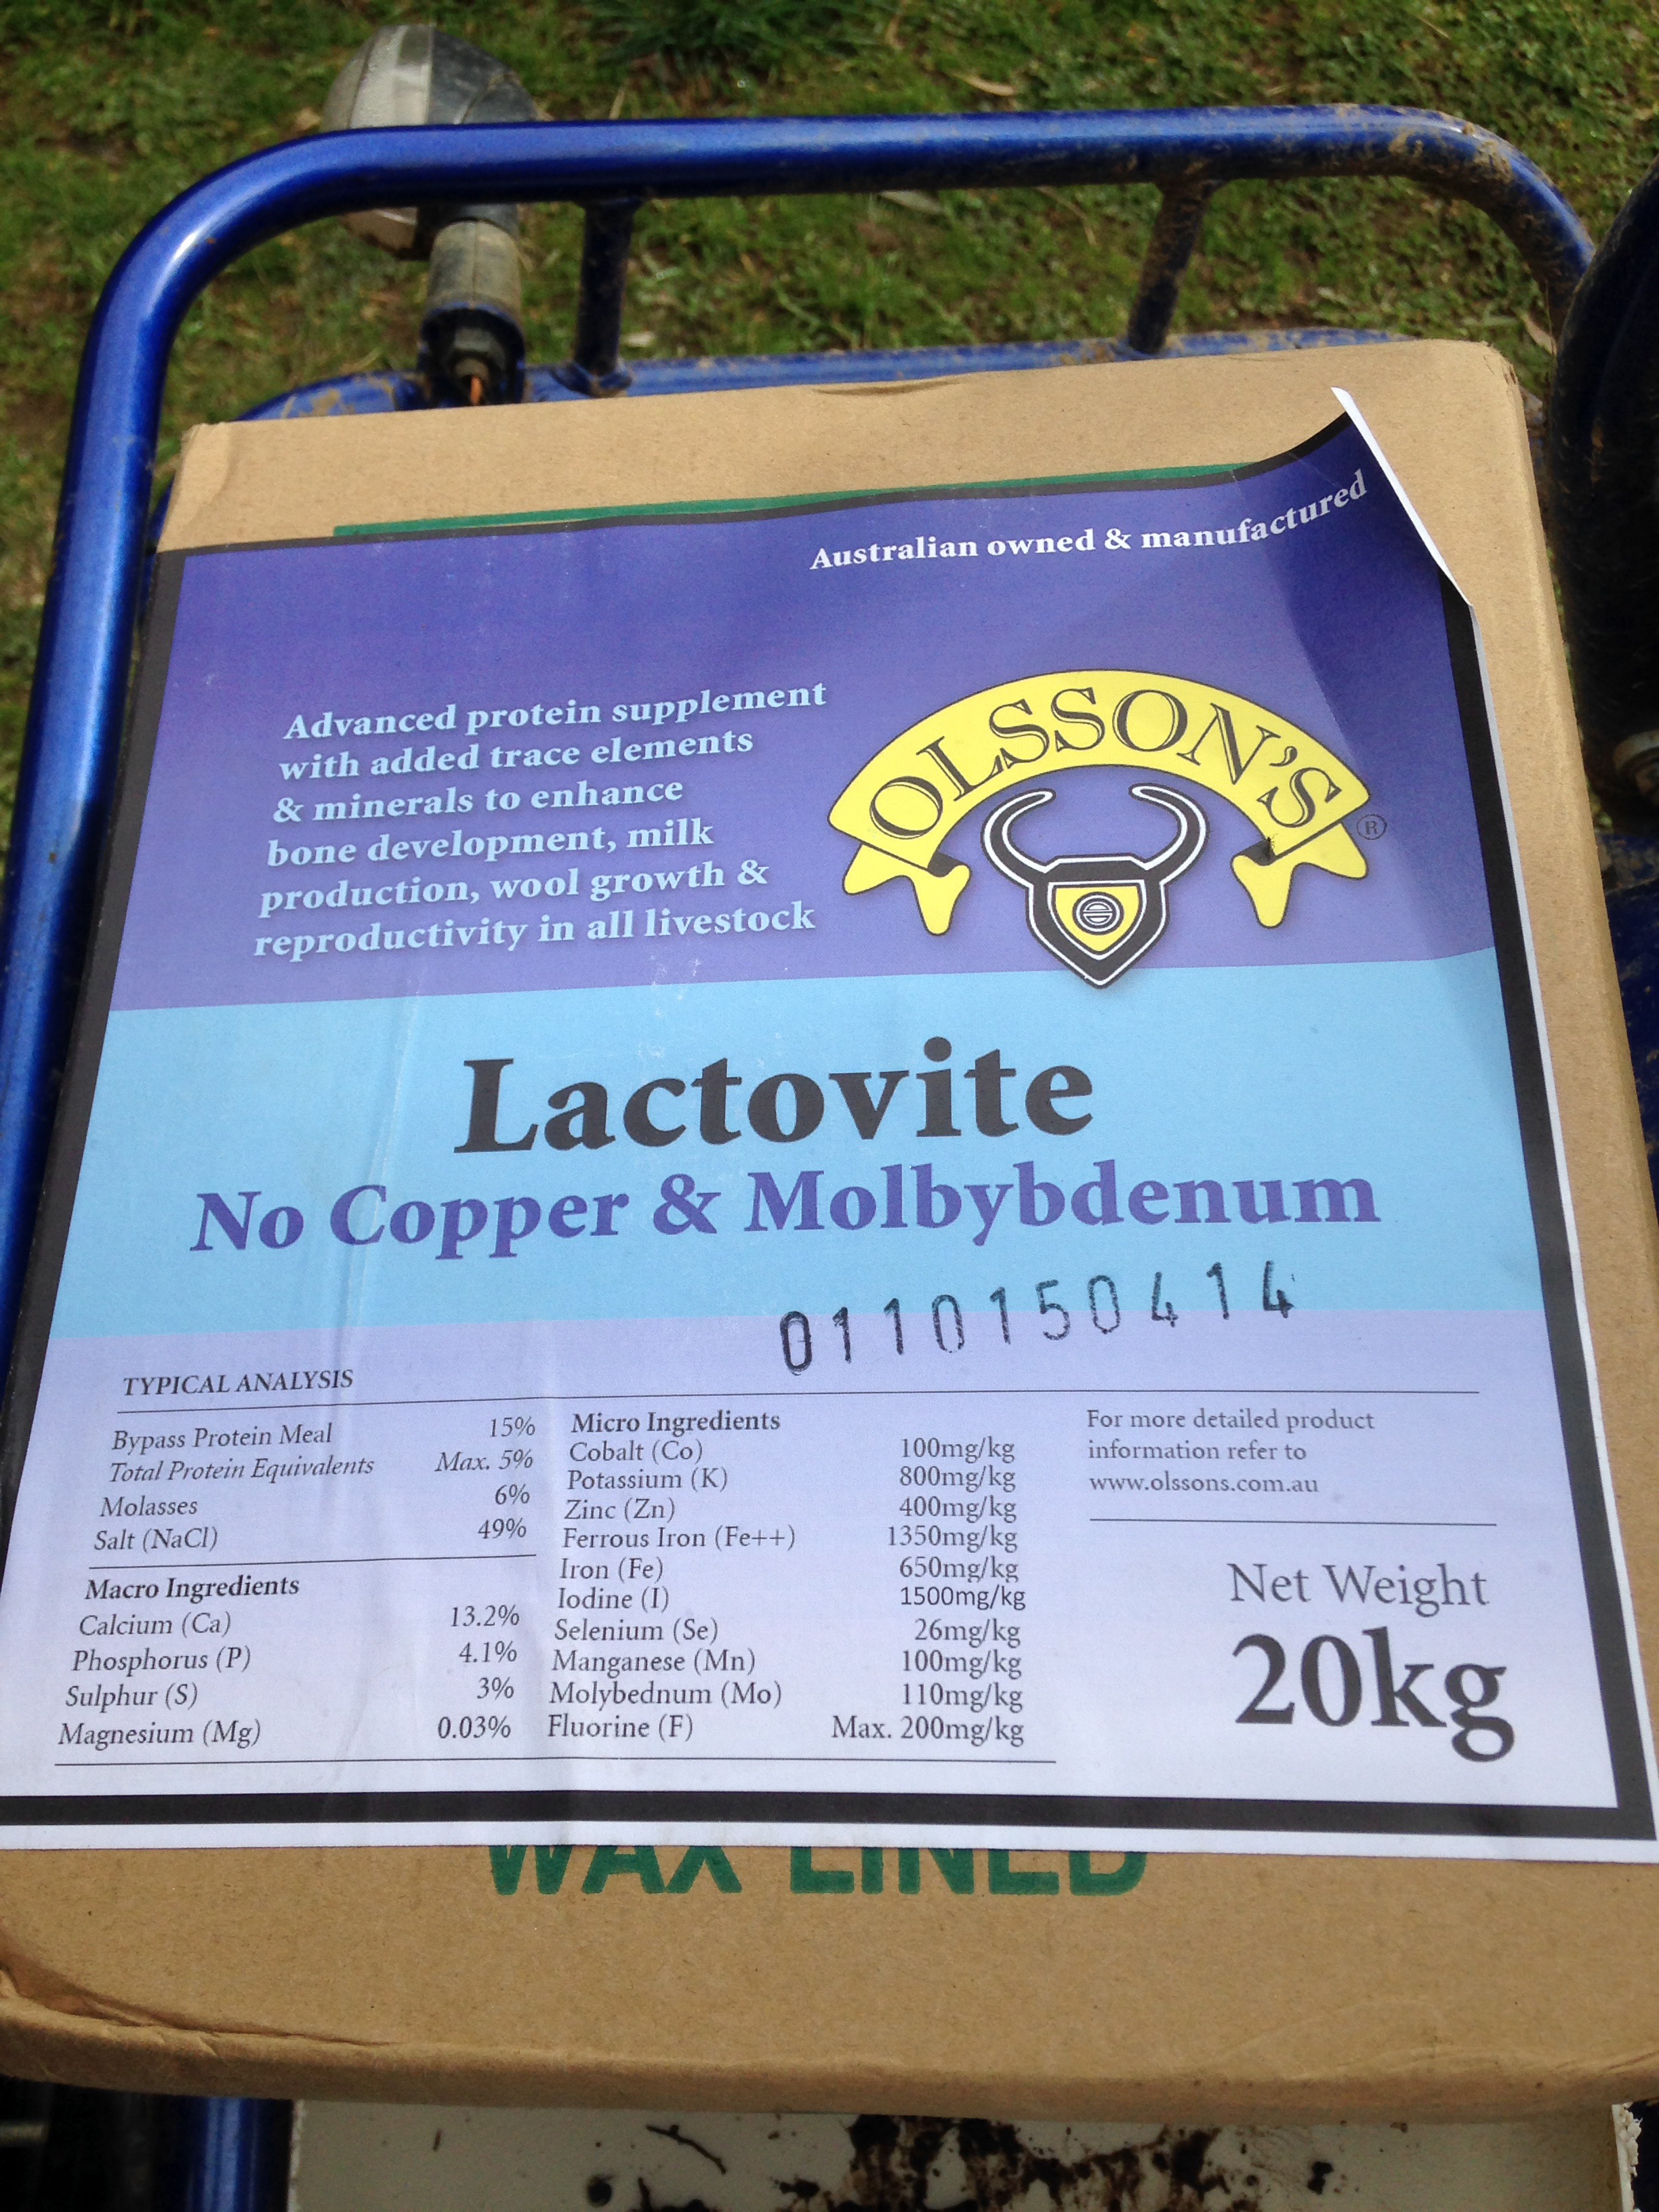 Australian owned & manufactured
Advanced protein supplement
with added trace elements
& minerals to enhance
bone development, milk
production, wool growth &
reproductivity in all livestock
OLSSON'S
®
Lactovite
No Copper & Molbybdenum
0110150414
TYPICAL ANALYSIS
Bypass Protein Meal 15%
Total Protein Equivalents Max. 5%
Molasses 6%
Salt (NaCl) 49%
Macro Ingredients
Calcium (Ca) 13.2%
Phosphorus (P) 4.1%
Sulphur (S) 3%
Magnesium (Mg) 0.03%
Micro Ingredients
Cobalt (Co) 100mg/kg
Potassium (K) 800mg/kg
Zinc (Zn) 400mg/kg
Ferrous Iron (Fe++) 1350mg/kg
Iron (Fe) 650mg/kg
Iodine (I) 1500mg/kg
Selenium (Se) 26mg/kg
Manganese (Mn) 100mg/kg
Molybednum (Mo) 110mg/kg
Fluorine (F) Max. 200mg/kg
For more detailed product
information refer to
www.olssons.com.au
Net Weight
20kg
WAX LINED